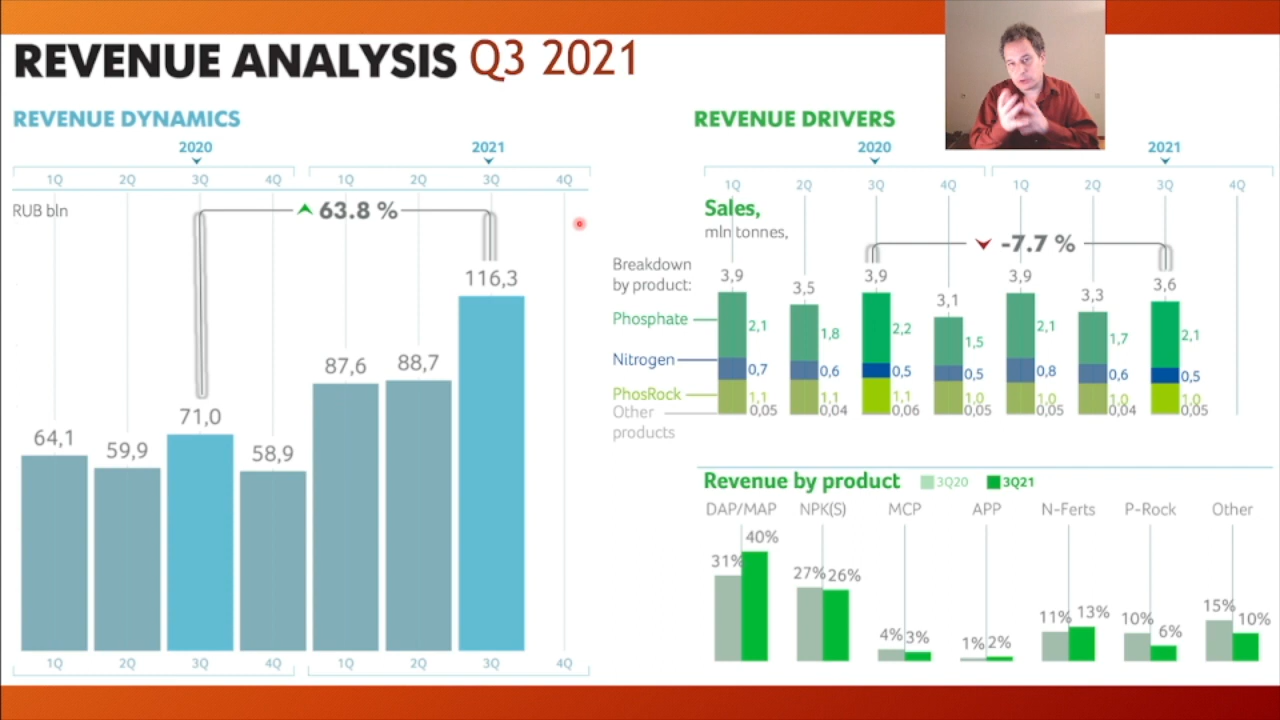 REVENUE ANALYSIS Q3 2021
REVENUE DYNAMICS
2020 2021
1Q 2Q 3Q 4Q 1Q 2Q 3Q 4Q
RUB bln
63.8 %
64,1 59,9 71,0 58,9 87,6 88,7 116,3
1Q 2Q 3Q 4Q 1Q 2Q 3Q 4Q
REVENUE DRIVERS
2020 2021
1Q 2Q 3Q 4Q 1Q 2Q 3Q 4Q
Sales,
mln tonnes,
-7.7 %
Breakdown
by product:
3,9 3,5 3,9 3,1 3,9 3,3 3,6
Phosphate 2,1 1,8 2,2 1,5 2,1 1,7 2,1
Nitrogen 0,7 0,6 0,5 0,5 0,8 0,6 0,5
PhosRock 1,1 1,1 1,1 1,0 1,0 1,0 1,0
Other 0,05 0,04 0,06 0,05 0,05 0,04 0,05
products
Revenue by product 3Q20 3Q21
DAP/MAP NPK(S) MCP APP N-Ferts P-Rock Other
31% 40% 27% 26% 4% 3% 1% 2% 11% 13% 10% 6% 15% 10%